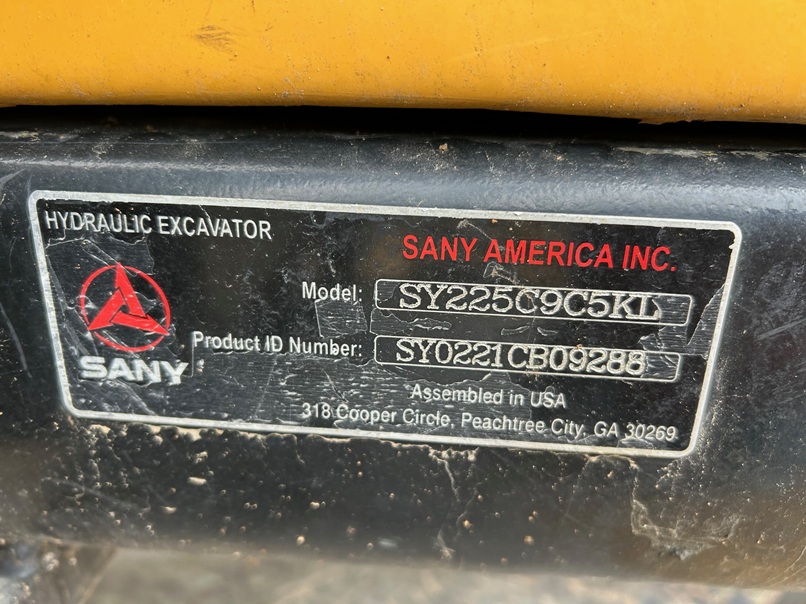 HYDRAULIC EXCAVATOR
SANY AMERICA INC.
SANY
Model: SY225C9C5KL
Product ID Number: SY0221CB09288
Assembled in USA
318 Cooper Circle, Peachtree City, GA 30269